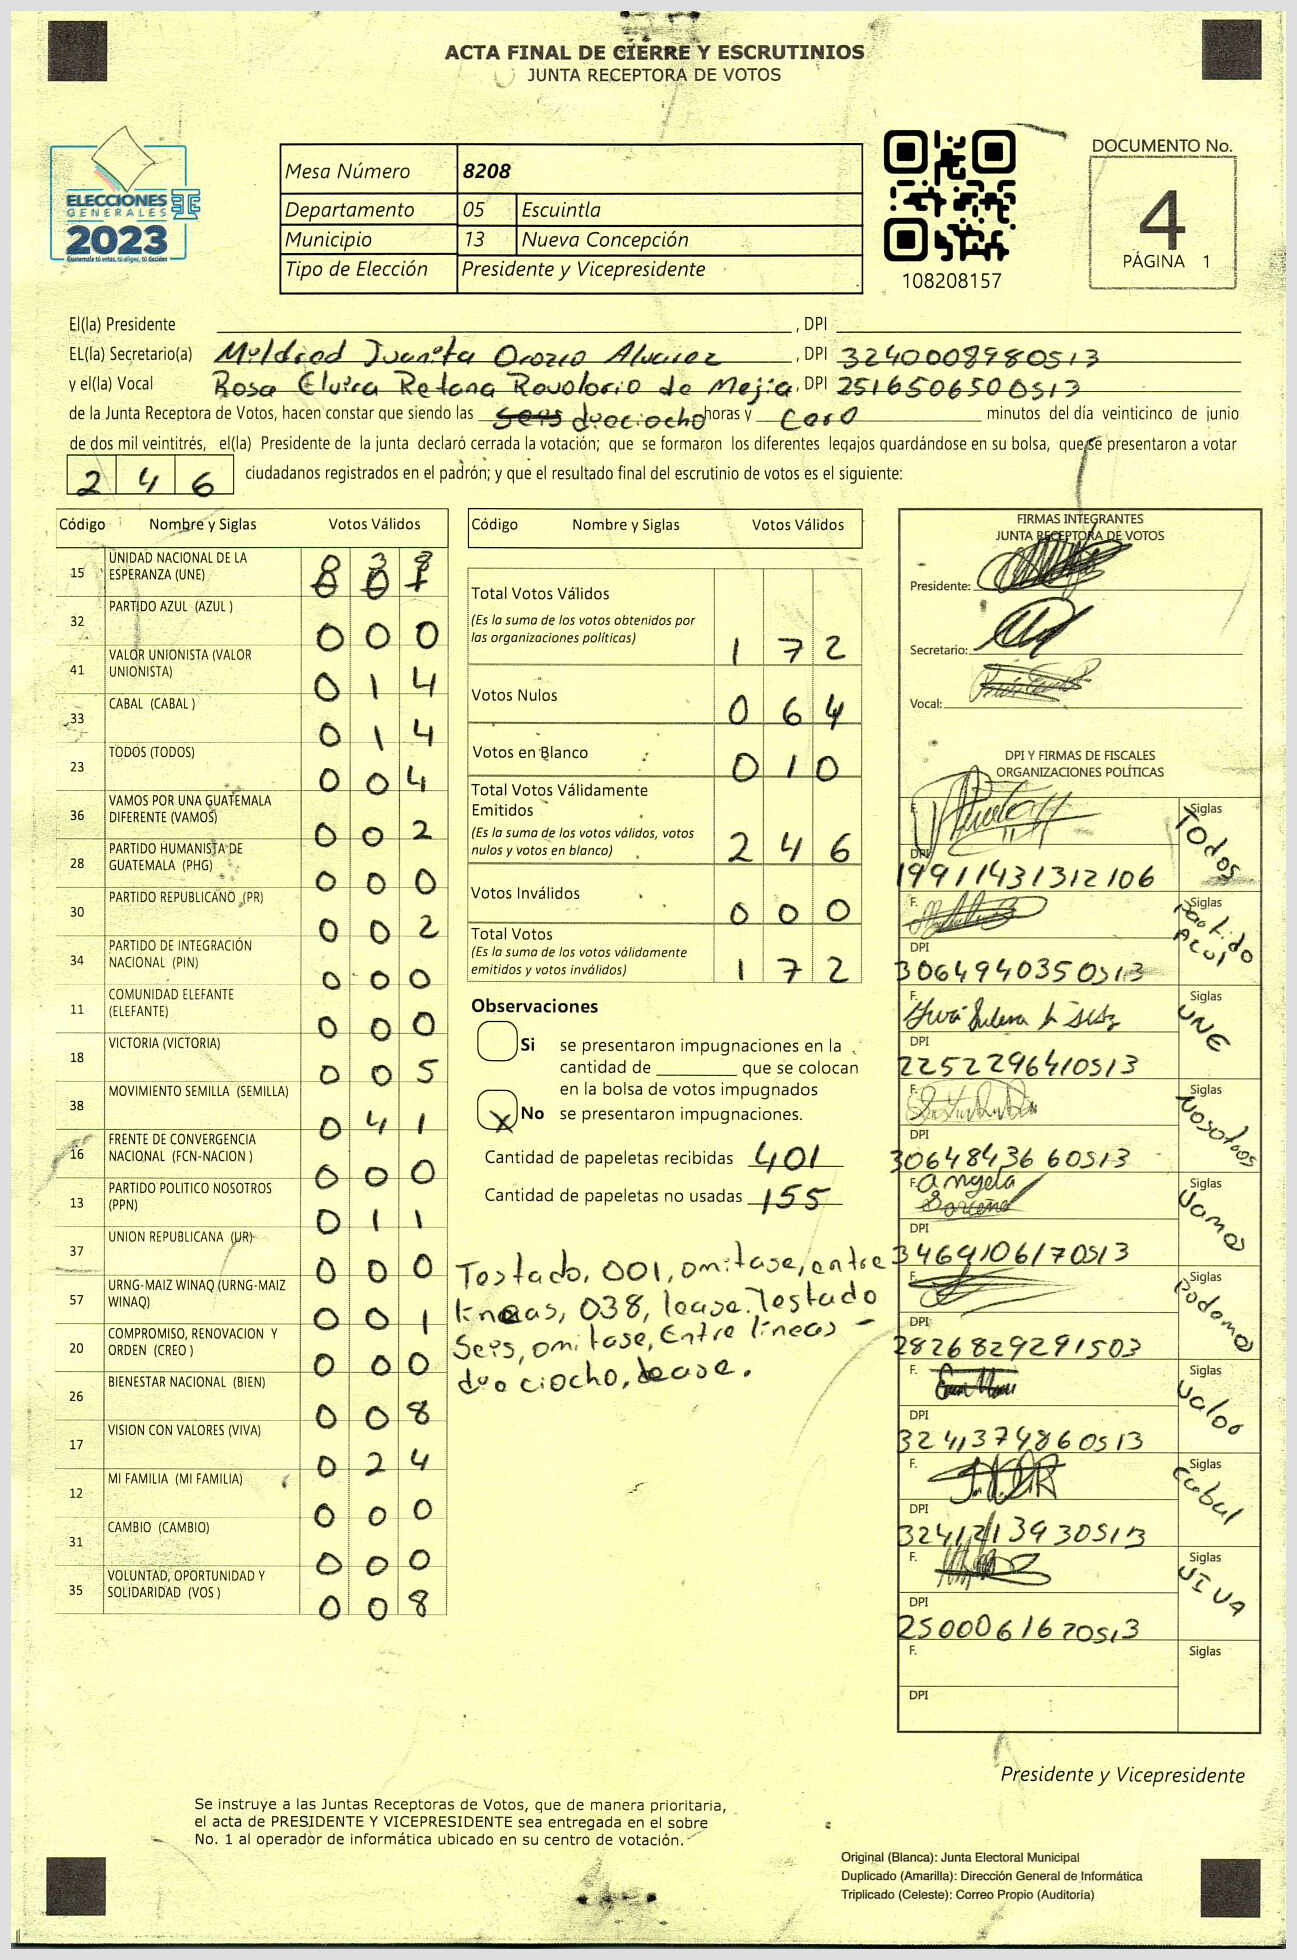 ACTA FINAL DE CIERRE Y ESCRUTINIOS
JUNTA RECEPTORA DE VOTOS
ELECCIONES
GENERALES
2023
Guatemala tú votas, tú eliges, tú decides
Mesa Número 8208
Departamento 05 Escuintla
Municipio 13 Nueva Concepción
Tipo de Elección Presidente y Vicepresidente
108208157
DOCUMENTO No.
4
PÁGINA 1
El(la) Presidente , DPI
EL(la) Secretario(a) Mildred Juanita Orozco Alvarez , DPI 3240008980513
y el(la) Vocal Rosa Elvira Retana Revolorio de Mejia , DPI 2516506500513
de la Junta Receptora de Votos, hacen constar que siendo las seis dieciocho horas y cero minutos del día veinticinco de junio
de dos mil veintitrés, el(la) Presidente de la junta declaró cerrada la votación; que se formaron los diferentes legajos quardándose en su bolsa, que se presentaron a votar
2 4 6 ciudadanos registrados en el padrón; y que el resultado final del escrutinio de votos es el siguiente:
Código Nombre y Siglas Votos Válidos
15 UNIDAD NACIONAL DE LA ESPERANZA (UNE) 0 3 8
32 PARTIDO AZUL (AZUL ) 0 0 0
41 VALOR UNIONISTA (VALOR UNIONISTA) 0 1 4
33 CABAL (CABAL ) 0 1 4
23 TODOS (TODOS) 0 0 4
36 VAMOS POR UNA GUATEMALA DIFERENTE (VAMOS) 0 0 2
28 PARTIDO HUMANISTA DE GUATEMALA (PHG) 0 0 0
30 PARTIDO REPUBLICANO (PR) 0 0 2
34 PARTIDO DE INTEGRACIÓN NACIONAL (PIN) 0 0 0
11 COMUNIDAD ELEFANTE (ELEFANTE) 0 0 0
18 VICTORIA (VICTORIA) 0 0 5
38 MOVIMIENTO SEMILLA (SEMILLA) 0 4 1
16 FRENTE DE CONVERGENCIA NACIONAL (FCN-NACION ) 0 0 0
13 PARTIDO POLITICO NOSOTROS (PPN) 0 1 1
37 UNION REPUBLICANA (UR) 0 0 0
57 URNG-MAIZ WINAQ (URNG-MAIZ WINAQ) 0 0 1
20 COMPROMISO, RENOVACION Y ORDEN (CREO ) 0 0 0
26 BIENESTAR NACIONAL (BIEN) 0 0 8
17 VISION CON VALORES (VIVA) 0 2 4
12 MI FAMILIA (MI FAMILIA) 0 0 0
31 CAMBIO (CAMBIO) 0 0 0
35 VOLUNTAD, OPORTUNIDAD Y SOLIDARIDAD (VOS ) 0 0 8
Código Nombre y Siglas Votos Válidos
Total Votos Válidos
(Es la suma de los votos obtenidos por
las organizaciones políticas) 1 7 2
Votos Nulos 0 6 4
Votos en Blanco 0 1 0
Total Votos Válidamente
Emitidos
(Es la suma de los votos válidos, votos
nulos y votos en blanco) 2 4 6
Votos Inválidos 0 0 0
Total Votos
(Es la suma de los votos válidamente
emitidos y votos inválidos) 1 7 2
Observaciones
Si se presentaron impugnaciones en la
cantidad de que se colocan
en la bolsa de votos impugnados
X No se presentaron impugnaciones.
Cantidad de papeletas recibidas 401
Cantidad de papeletas no usadas 155
Testado, 001, omitase, entre
lineas, 038, lease. Testado
Seis, omitase, Entre líneas -
dieciocho, lease.
FIRMAS INTEGRANTES
JUNTA RECEPTORA DE VOTOS
Presidente:
Secretario:
Vocal:
DPI Y FIRMAS DE FISCALES
ORGANIZACIONES POLÍTICAS
F. Siglas Todos
DPI 19911431312106
F. Siglas Partido Azul
DPI 3064940350513
F. Siglas UNE
DPI 2252296410513
F. Siglas Nosotros
DPI 3064843660513
F. Angela Siglas Vamos
DPI 3469106170513
F. Siglas Podemos
DPI 2826829291503
F. Siglas Valor
DPI 3241374860513
F. Siglas Cabal
DPI 3241213930513
F. Siglas VIVA
DPI 2500061670513
F. Siglas
DPI
Presidente y Vicepresidente
Se instruye a las Juntas Receptoras de Votos, que de manera prioritaria,
el acta de PRESIDENTE Y VICEPRESIDENTE sea entregada en el sobre
No. 1 al operador de informática ubicado en su centro de votación.
Original (Blanca): Junta Electoral Municipal
Duplicado (Amarilla): Dirección General de Informática
Triplicado (Celeste): Correo Propio (Auditoria)